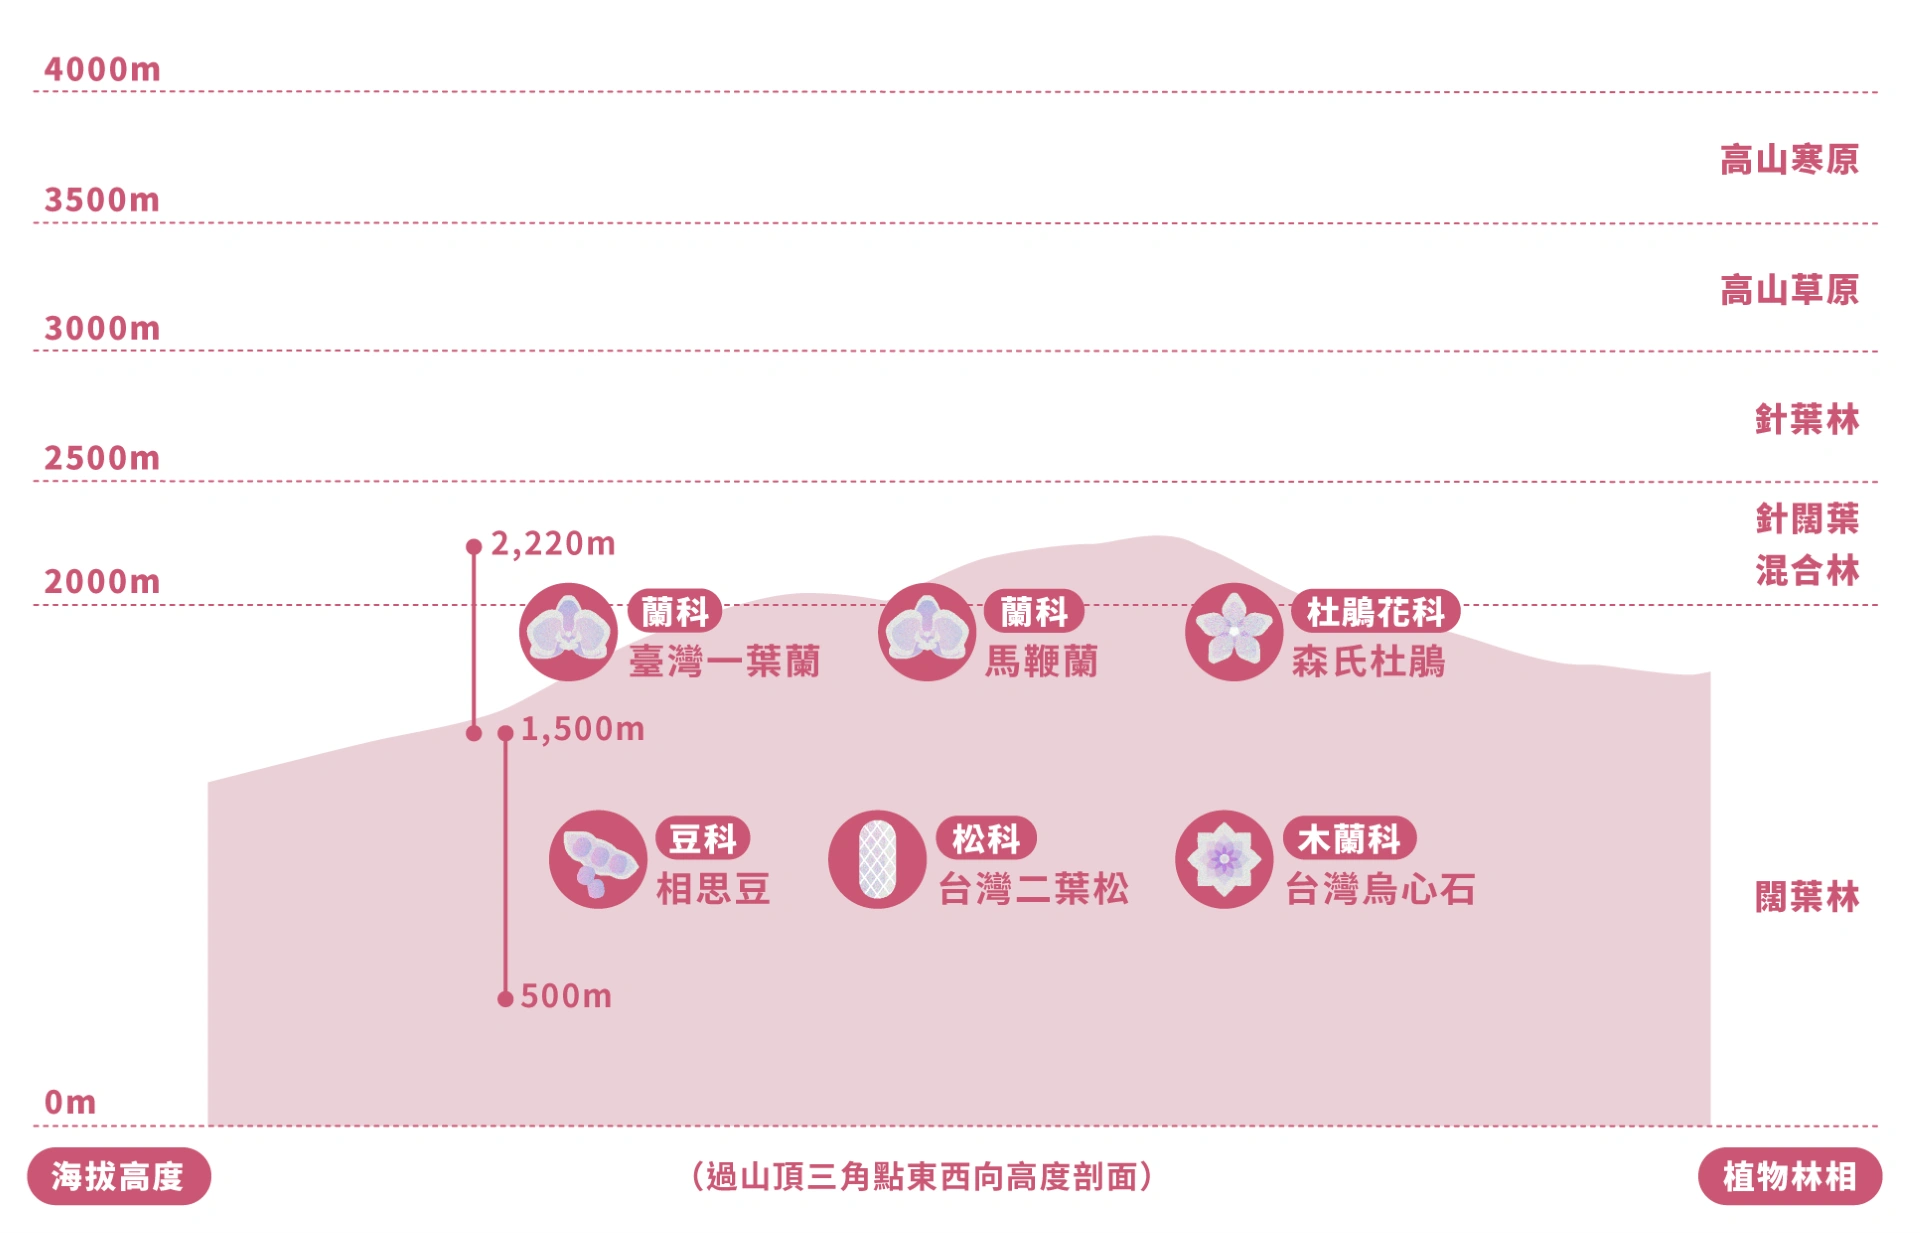 4000m
高山寒原
3500m
高山草原
3000m
針葉林
2500m
針闊葉
混合林
2,220m
2000m
蘭科
臺灣一葉蘭
蘭科
馬鞭蘭
杜鵑花科
森氏杜鵑
1,500m
豆科
相思豆
松科
台灣二葉松
木蘭科
台灣烏心石
闊葉林
500m
0m
海拔高度
（過山頂三角點東西向高度剖面）
植物林相